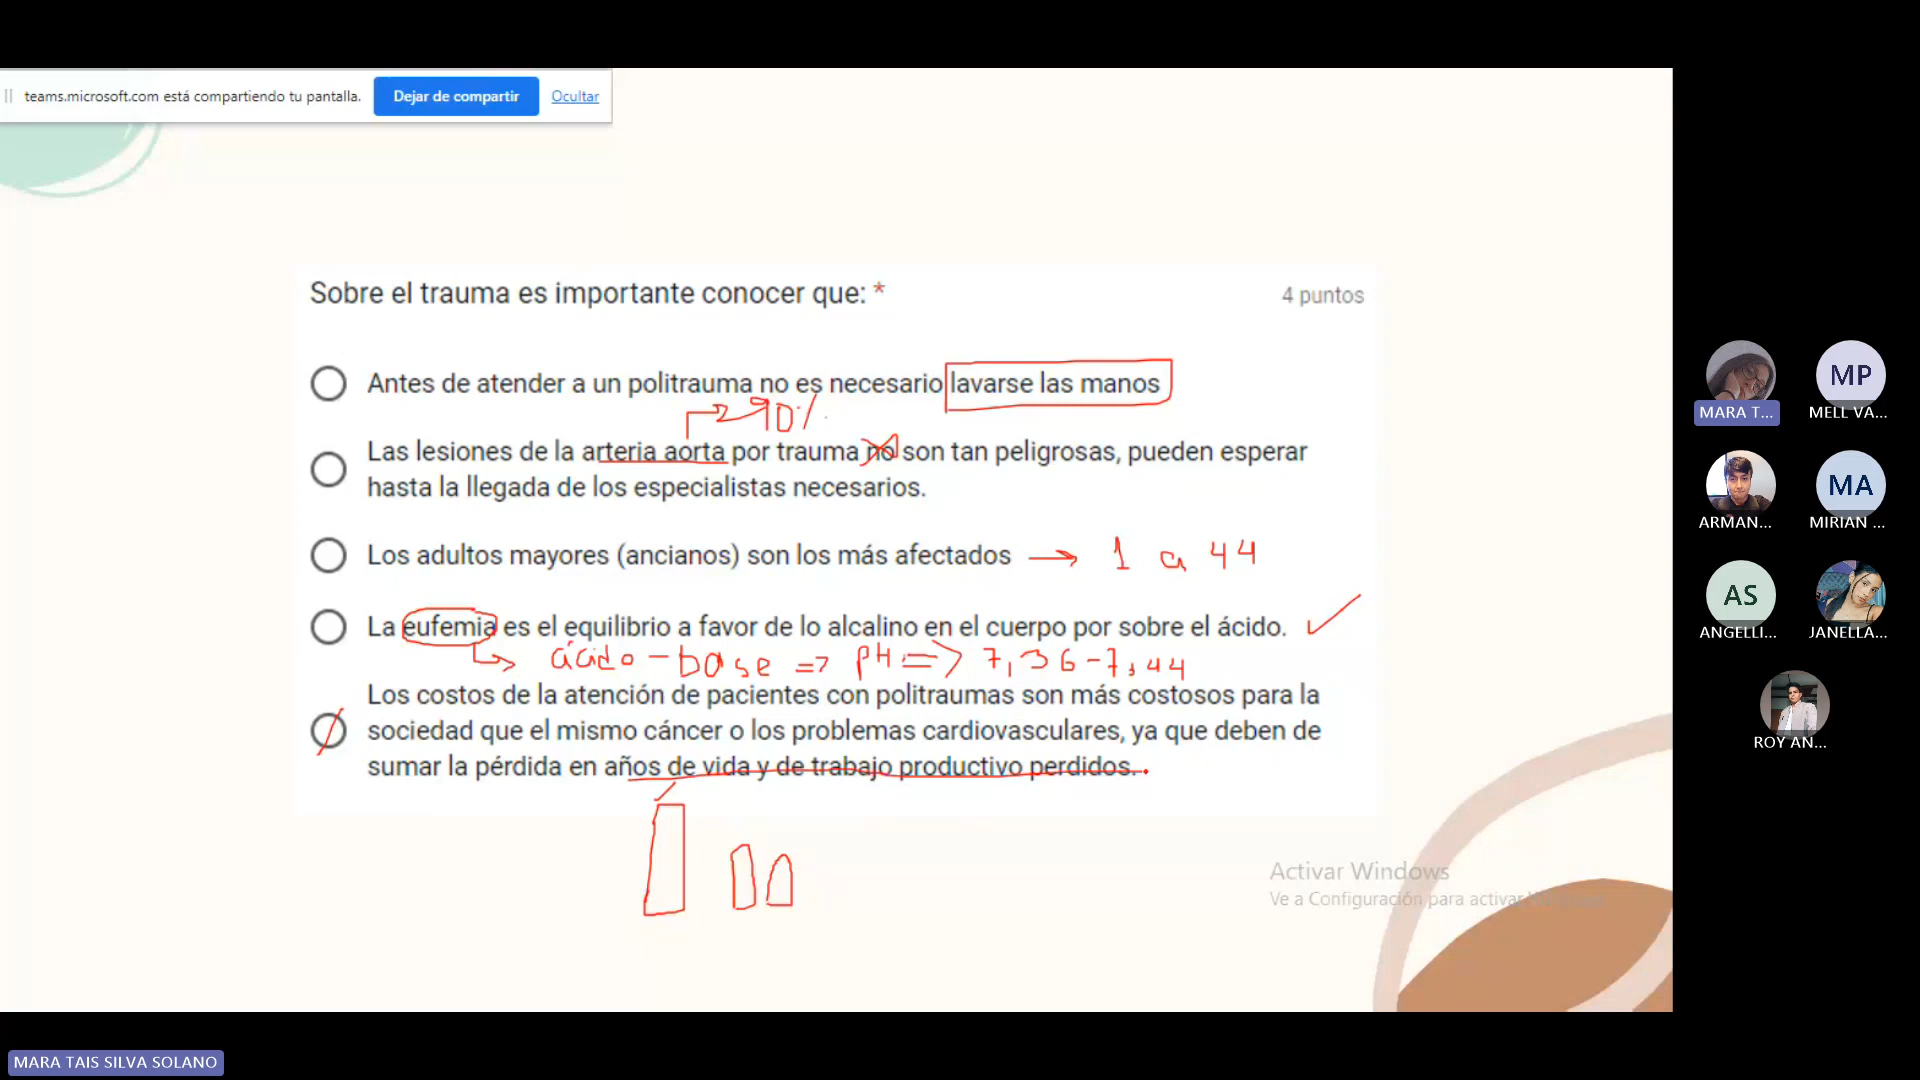 teams.microsoft.com está compartiendo tu pantalla.
Dejar de compartir
Ocultar
Sobre el trauma es importante conocer que: *
4 puntos
Antes de atender a un politrauma no es necesario lavarse las manos
90%
Las lesiones de la arteria aorta por trauma no son tan peligrosas, pueden esperar
hasta la llegada de los especialistas necesarios.
Los adultos mayores (ancianos) son los más afectados → 1 a 44
La eufemia es el equilibrio a favor de lo alcalino en el cuerpo por sobre el ácido.
ácido - base => pH => 7,36-7,44
Los costos de la atención de pacientes con politraumas son más costosos para la
sociedad que el mismo cáncer o los problemas cardiovasculares, ya que deben de
sumar la pérdida en años de vida y de trabajo productivo perdidos.
Activar Windows
Ve a Configuración para activar
MARA T...
MP
MELL VA...
ARMAN...
MA
MIRIAN ...
AS
ANGELLI...
JANELLA...
ROY AN...
MARA TAIS SILVA SOLANO